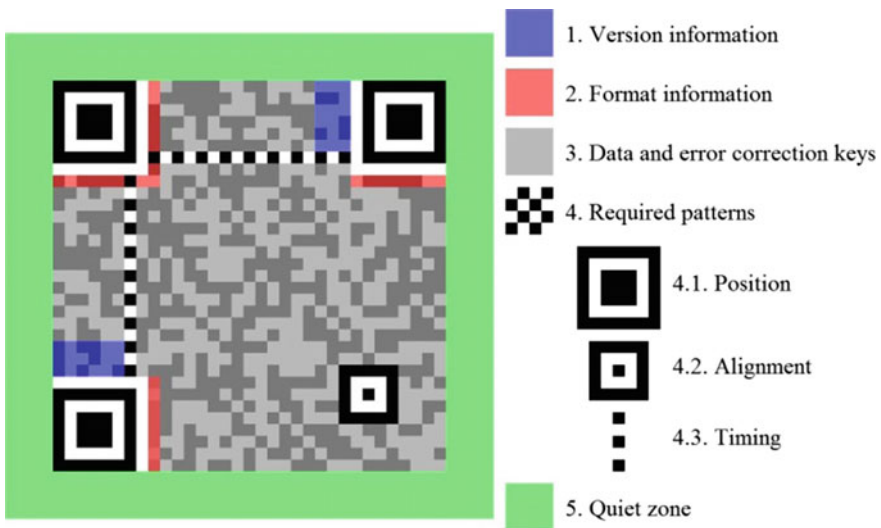 1. Version information
2. Format information
3. Data and error correction keys
4. Required patterns
4.1. Position
4.2. Alignment
4.3. Timing
5. Quiet zone